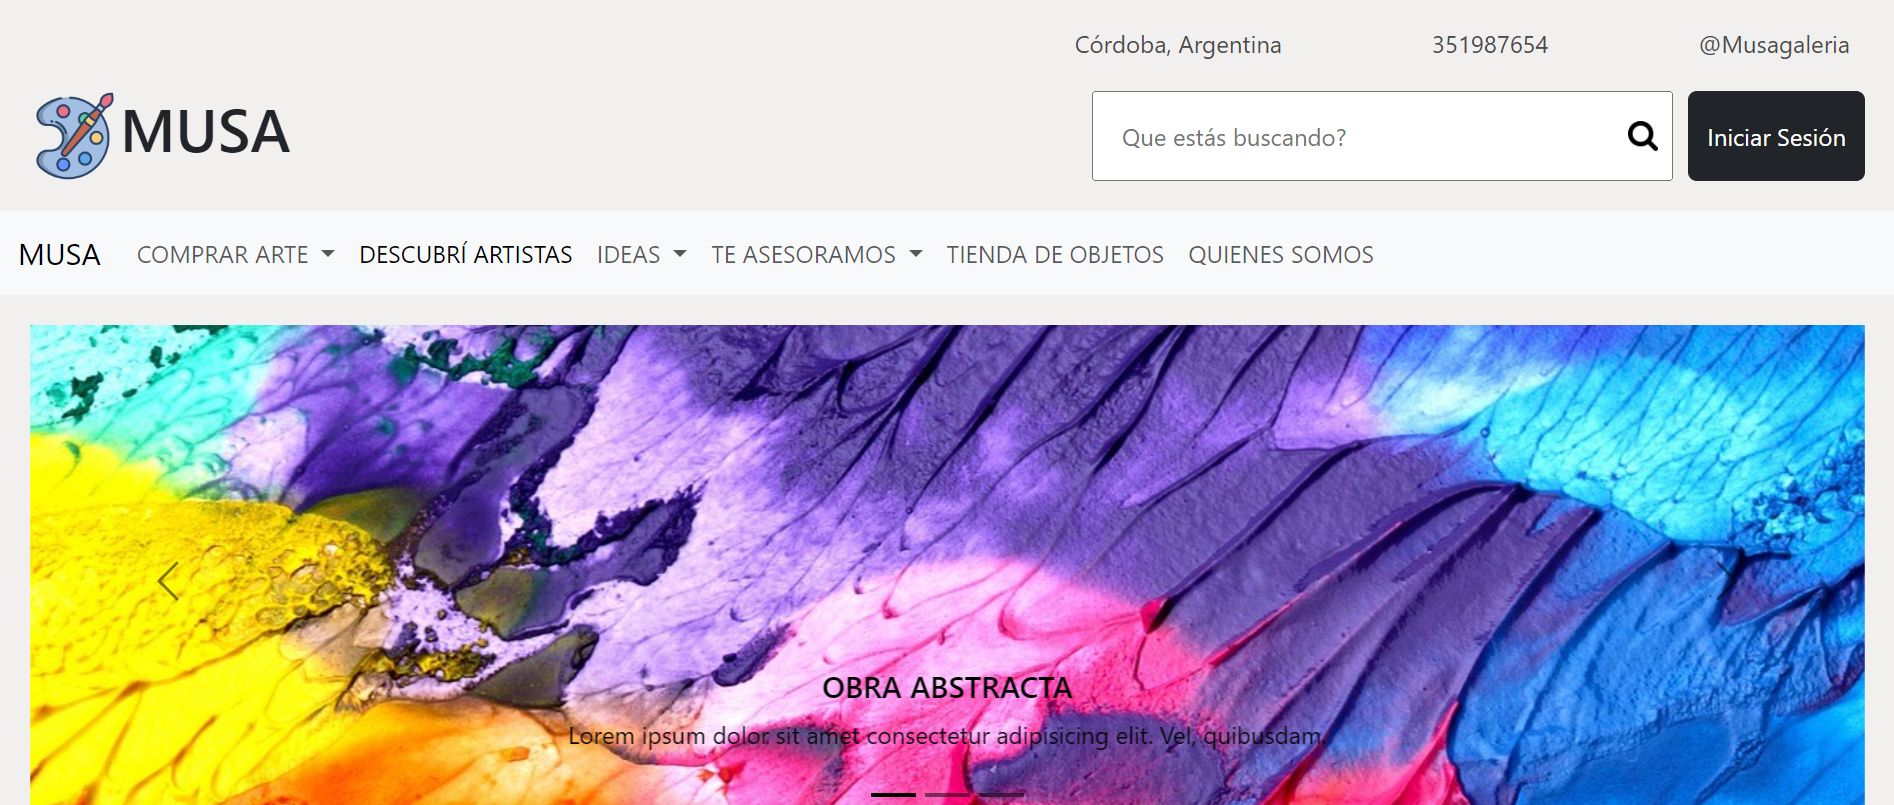 Córdoba, Argentina 351987654 @Musagaleria
MUSA
Que estás buscando?
Iniciar Sesión
MUSA COMPRAR ARTE DESCUBRÍ ARTISTAS IDEAS TE ASESORAMOS TIENDA DE OBJETOS QUIENES SOMOS
OBRA ABSTRACTA
Lorem ipsum dolor sit amet consectetur adipisicing elit. Vel, quibusdam.